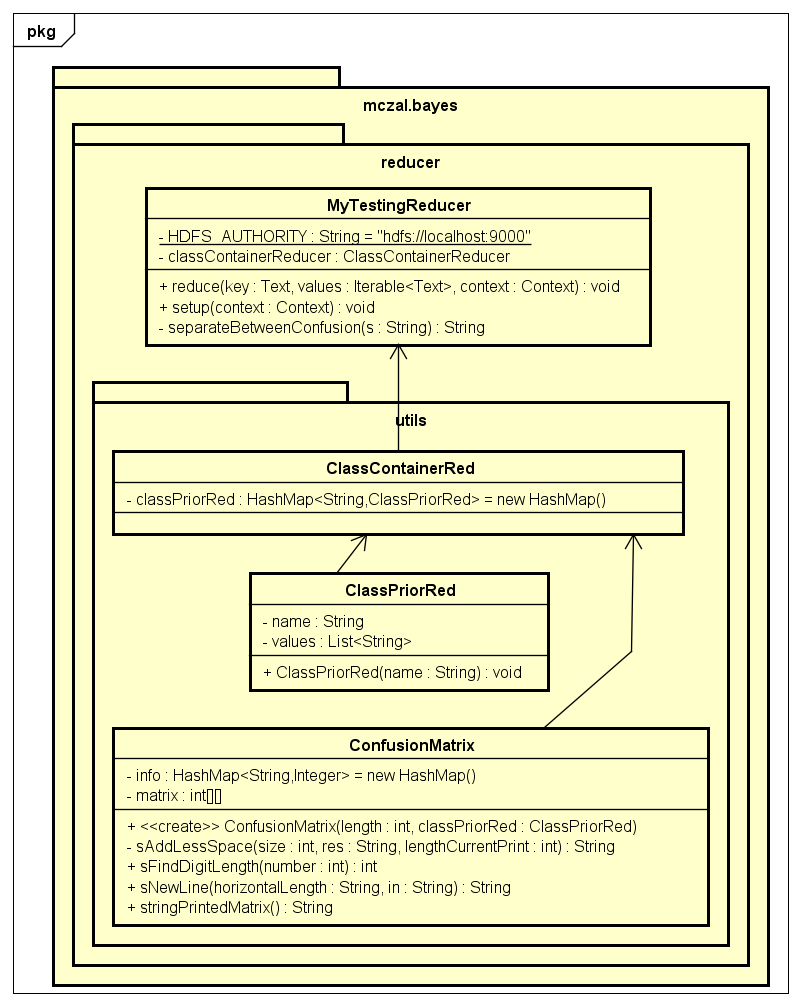 pkg
mczal.bayes
reducer
MyTestingReducer
- HDFS_AUTHORITY : String = "hdfs://localhost:9000"
- classContainerReducer : ClassContainerReducer
+ reduce(key : Text, values : Iterable<Text>, context : Context) : void
+ setup(context : Context) : void
- separateBetweenConfusion(s : String) : String
utils
ClassContainerRed
- classPriorRed : HashMap<String,ClassPriorRed> = new HashMap()
ClassPriorRed
- name : String
- values : List<String>
+ ClassPriorRed(name : String) : void
ConfusionMatrix
- info : HashMap<String,Integer> = new HashMap()
- matrix : int[][]
+ <<create>> ConfusionMatrix(length : int, classPriorRed : ClassPriorRed)
- sAddLessSpace(size : int, res : String, lengthCurrentPrint : int) : String
+ sFindDigitLength(number : int) : int
+ sNewLine(horizontalLength : String, in : String) : String
+ stringPrintedMatrix() : String